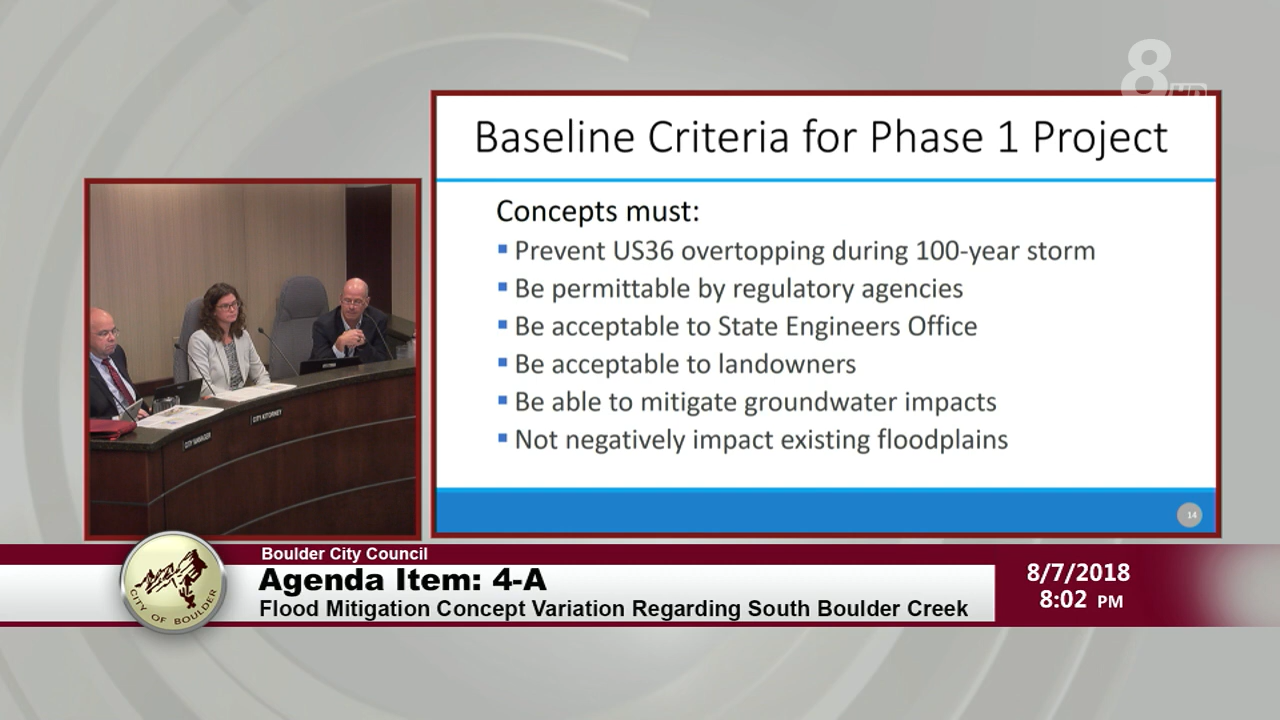 8
HD
Baseline Criteria for Phase 1 Project
Concepts must:
Prevent US36 overtopping during 100-year storm
Be permittable by regulatory agencies
Be acceptable to State Engineers Office
Be acceptable to landowners
Be able to mitigate groundwater impacts
Not negatively impact existing floodplains
14
CITY MANAGER
CITY ATTORNEY
CITY OF BOULDER
Boulder City Council
Agenda Item: 4-A
Flood Mitigation Concept Variation Regarding South Boulder Creek
8/7/2018
8:02 PM